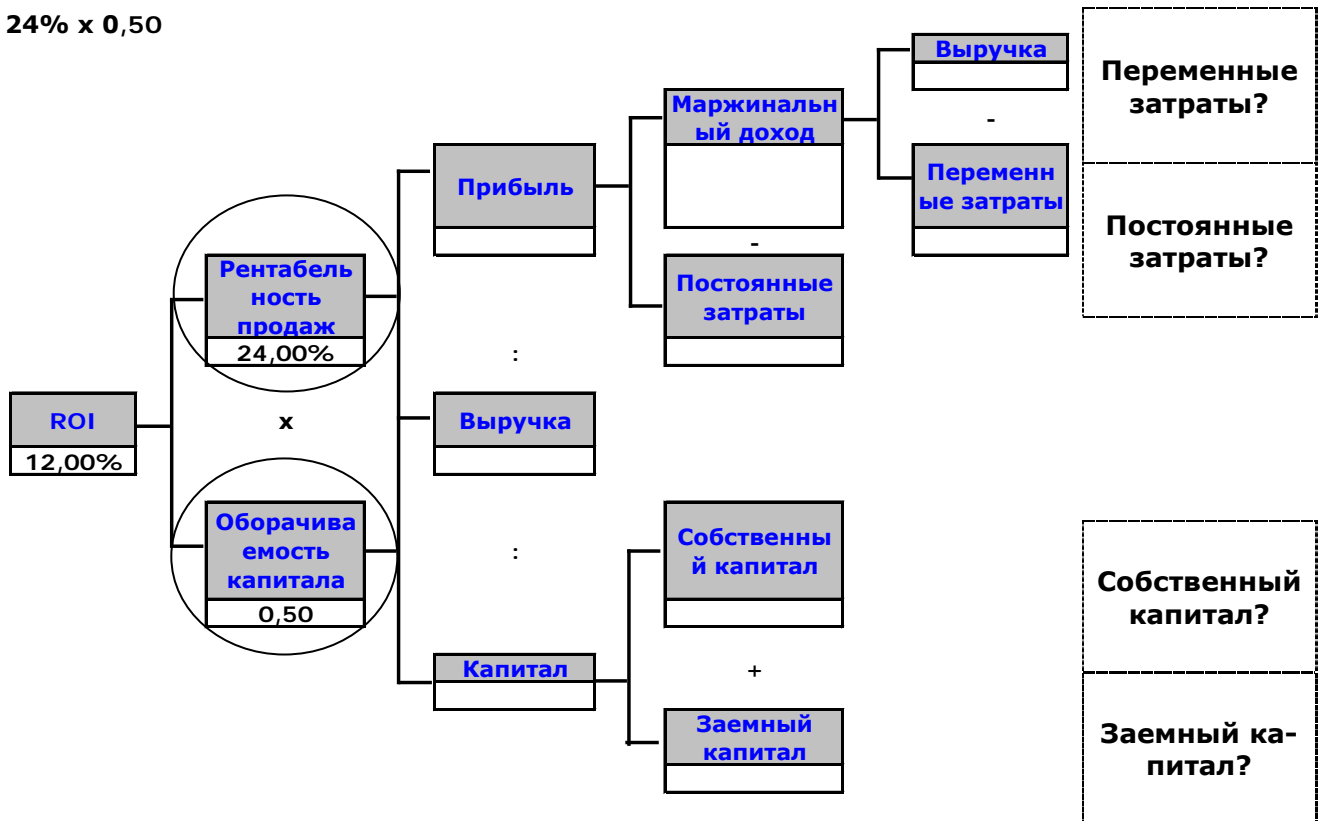 24% x 0,50
Выручка
Переменные
затраты?
Маржинальн
ый доход
-
Прибыль
Переменн
ые затраты
Постоянные
затраты?
-
Рентабель
ность
продаж
24,00%
Постоянные
затраты
:
ROI
12,00%
x
Выручка
Оборачива
емость
капитала
0,50
:
Собственны
й капитал
Собственный
капитал?
Капитал
+
Заемный
капитал
Заемный ка-
питал?